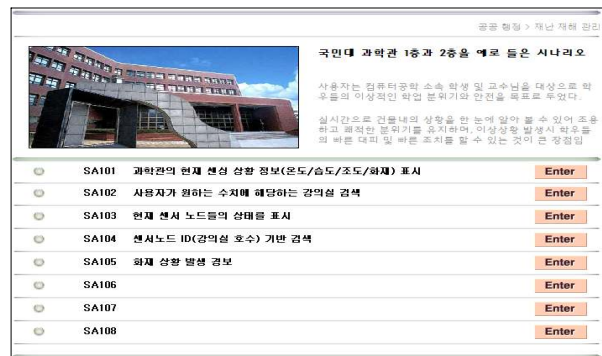 공공 행정 > 재난 재해 관리
국민대 과학관 1층과 2층을 예로 들은 시나리오
사용자는 컴퓨터공학 소속 학생 및 교수님을 대상으로 학
우들의 이상적인 학업 분위기와 안전을 목표로 두었다.
실시간으로 건물내의 상황을 한 눈에 알아 볼 수 있어 조용
하고 쾌적한 분위기를 유지하며, 이상상황 발생시 학우들
의 빠른 대피 및 빠른 조치를 할 수 있는 것이 큰 장점임
SA101 과학관의 현재 센싱 상황 정보(온도/습도/조도/화재) 표시 Enter
SA102 사용자가 원하는 수치에 해당하는 강의실 검색 Enter
SA103 현재 센서 노드들의 상태를 표시 Enter
SA104 센서노드 ID(강의실 호수) 기반 검색 Enter
SA105 화재 상황 발생 경보 Enter
SA106 Enter
SA107 Enter
SA108 Enter